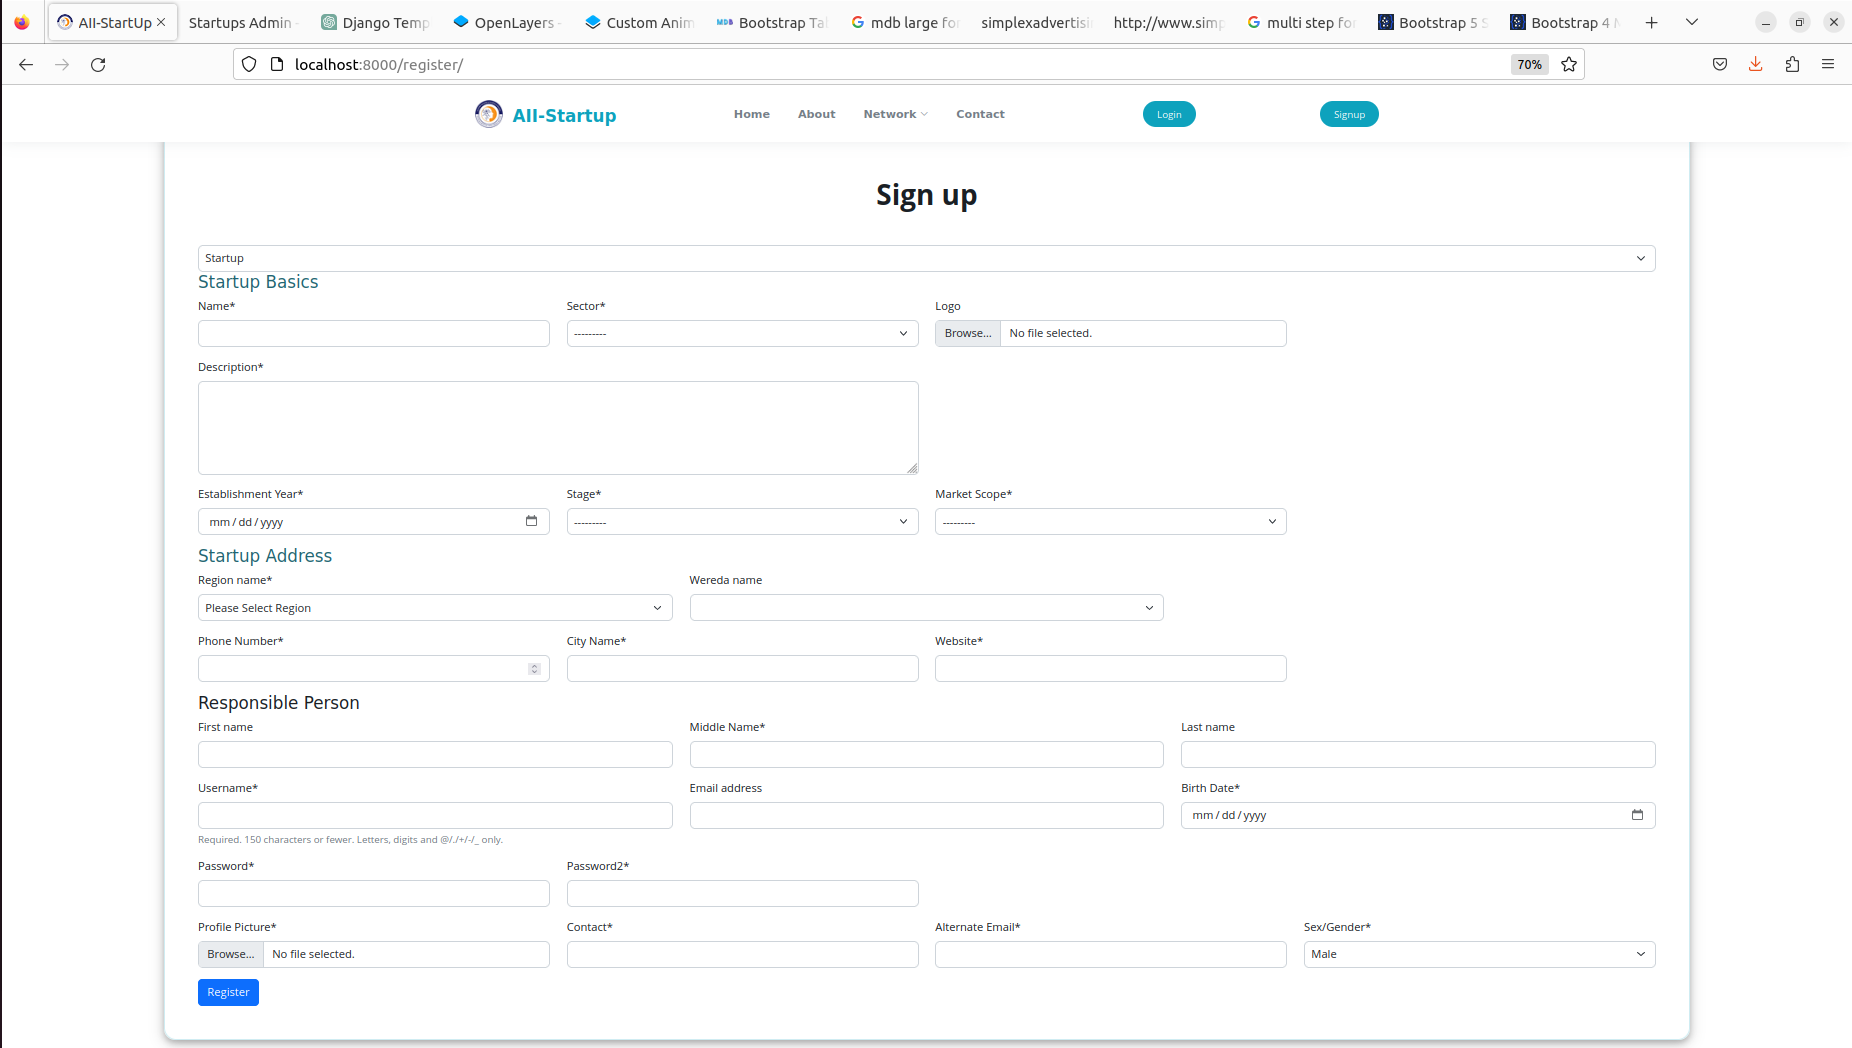 All-StartUp
Startups Admin
Django Temp
OpenLayers
Custom Anim
MDB Bootstrap Ta
mdb large fo
simplexadvertisi
http://www.simp
multi step fo
Bootstrap 5 S
Bootstrap 4 M
localhost:8000/register/
70%
All-Startup
Home
About
Network
Contact
Login
Signup
Sign up
Startup
Startup Basics
Name* Sector* Logo
--------- Browse... No file selected.
Description*
Establishment Year* Stage* Market Scope*
mm / dd / yyyy --------- ---------
Startup Address
Region name* Wereda name
Please Select Region
Phone Number* City Name* Website*
Responsible Person
First name Middle Name* Last name
Username* Email address Birth Date*
mm / dd / yyyy
Required. 150 characters or fewer. Letters, digits and @/./+/-/_ only.
Password* Password2*
Profile Picture* Contact* Alternate Email* Sex/Gender*
Browse... No file selected. Male
Register